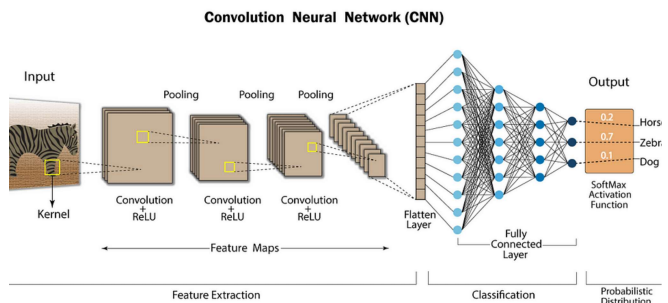 Convolution Neural Network (CNN)
Input
Pooling
Pooling
Pooling
Output
0.2
Horse
0.7
Zebra
0.1
Dog
SoftMax
Activation
Function
Kernel
Convolution
+
ReLU
Convolution
+
ReLU
Convolution
+
ReLU
Flatten
Layer
Feature Maps
Fully
Connected
Layer
Feature Extraction
Classification
Probabilistic
Distribution